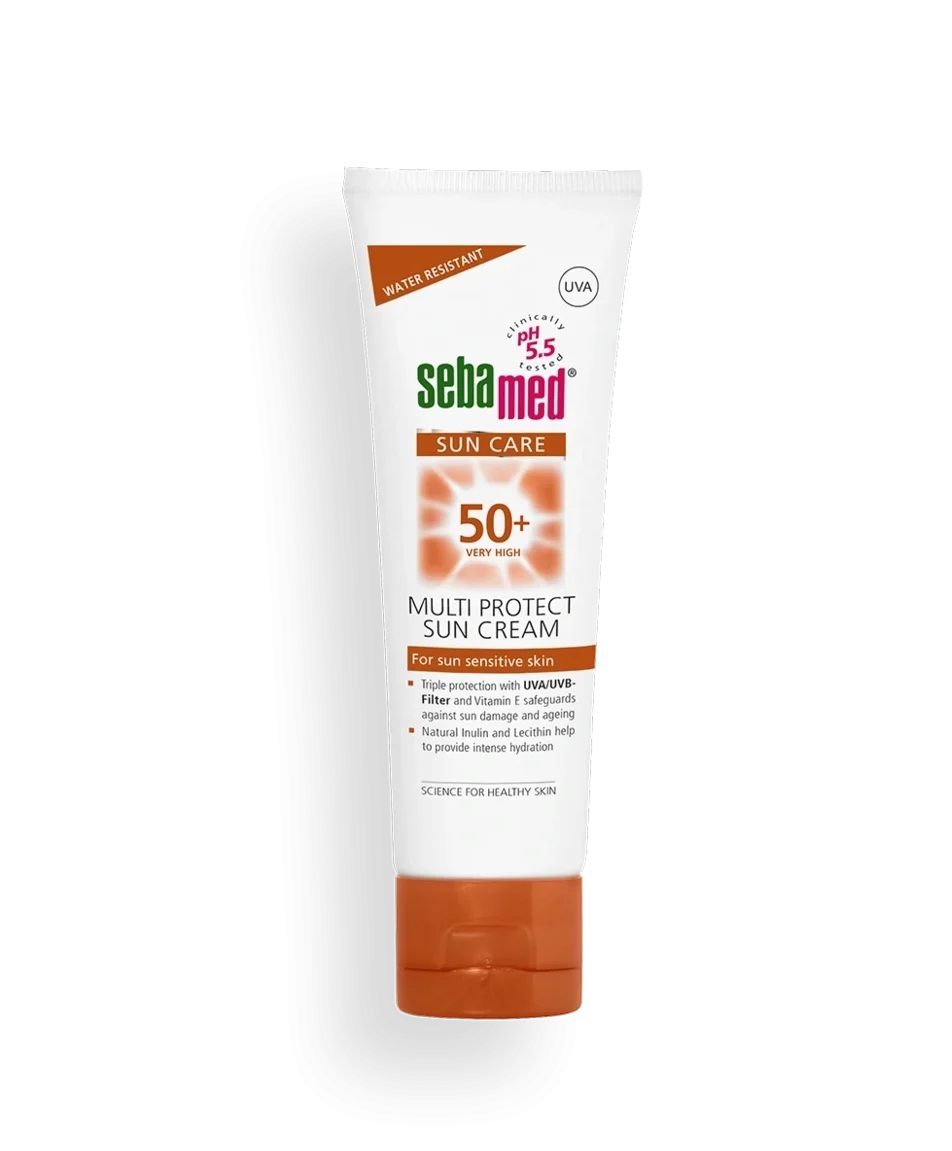 WATER RESISTANT
UVA
clinically
pH
5.5
tested
sebamed®
SUN CARE
50+
VERY HIGH
MULTI PROTECT
SUN CREAM
For sun sensitive skin
Triple protection with UVA/UVB-
Filter and Vitamin E safeguards
against sun damage and ageing
Natural Inulin and Lecithin help
to provide intense hydration
SCIENCE FOR HEALTHY SKIN